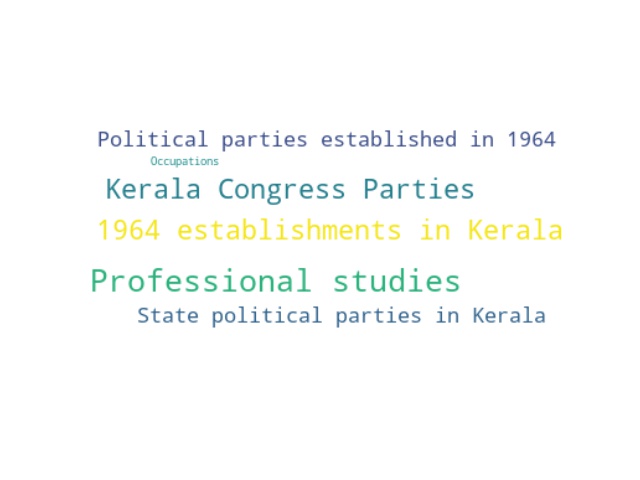 Political parties established in 1964
Occupations
Kerala Congress Parties
1964 establishments in Kerala
Professional studies
State political parties in Kerala